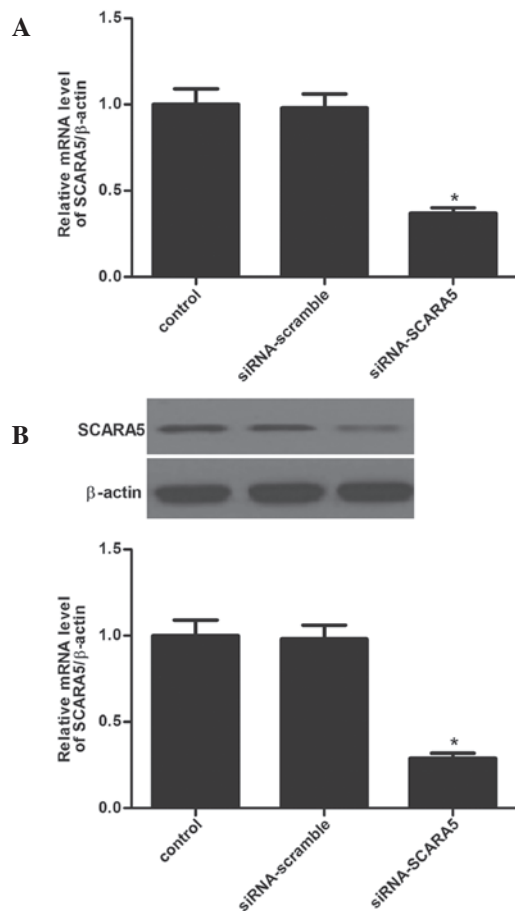 A
Relative mRNA level
of SCARA5/β-actin
1.5
1.0
0.5
0.0
*
control
siRNA-scramble
siRNA-SCARA5
B
SCARA5
β-actin
Relative mRNA level
of SCARA5/β-actin
1.5
1.0
0.5
0.0
*
control
siRNA-scramble
siRNA-SCARA5